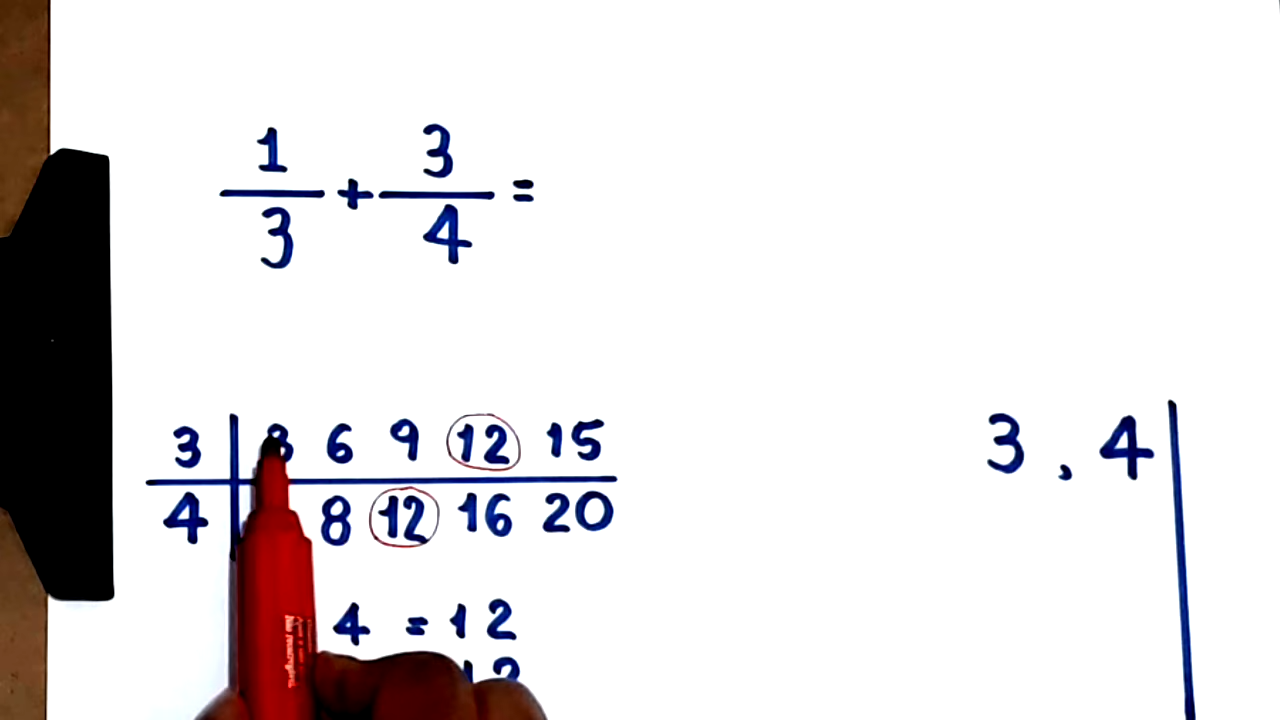 1/3 + 3/4 =
3 | 3 6 9 12 15
4 | 8 12 16 20
3 , 4
4 = 12
12